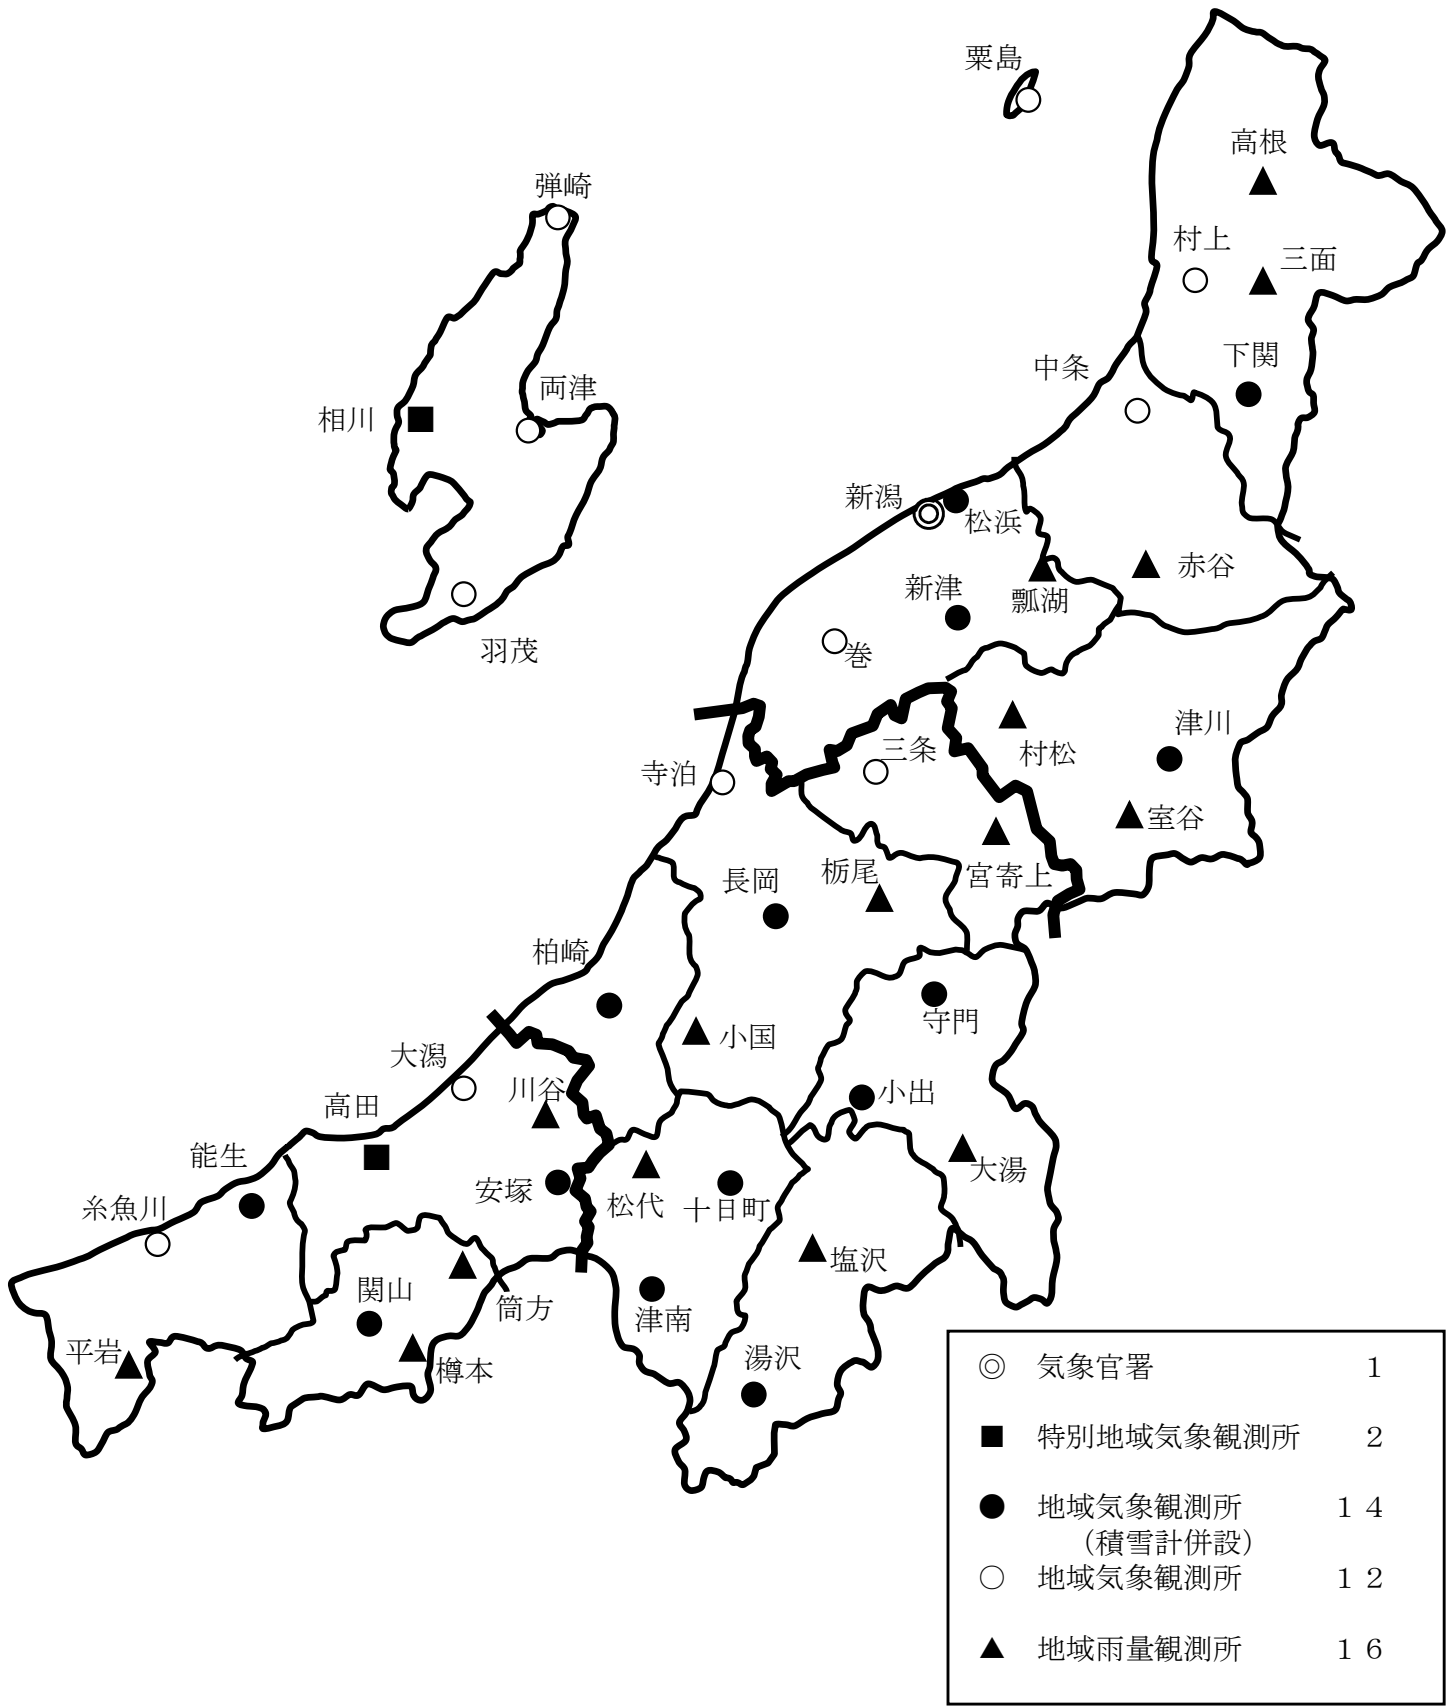 粟島
高根
弾崎
村上
三面
下関
中条
両津
相川
新潟
松浜
赤谷
新津
瓢湖
巻
羽茂
津川
三条
村松
寺泊
室谷
宮寄上
栃尾
長岡
柏崎
守門
小国
大潟
川谷
小出
高田
能生
大湯
安塚
松代
十日町
糸魚川
塩沢
関山
筒方
津南
平岩
樽本
湯沢
◎ 気象官署 1
■ 特別地域気象観測所 2
● 地域気象観測所 14
（積雪計併設）
○ 地域気象観測所 12
▲ 地域雨量観測所 16